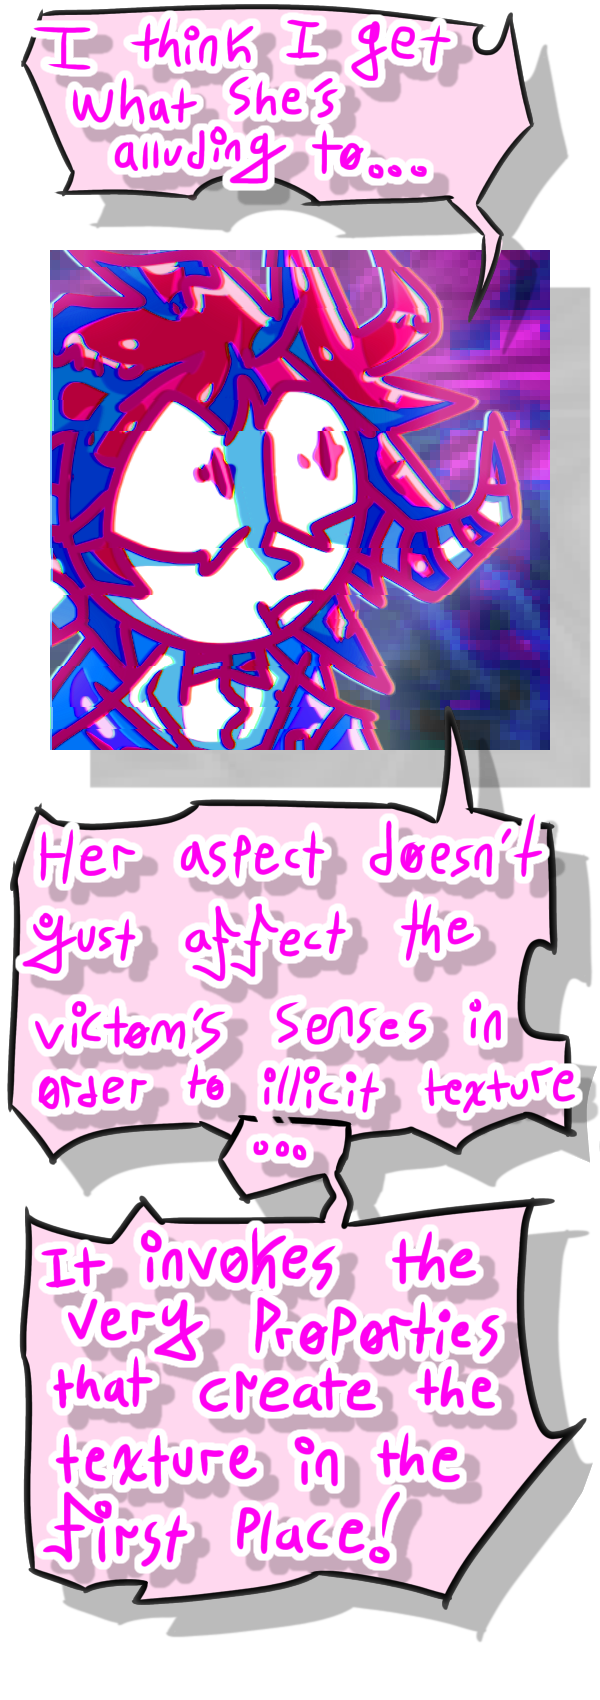 I think I get
what she's
alluding to...
Her aspect doesn't
just affect the
victom's senses in
order to illicit texture
...
It invokes the
very proporties
that create the
texture in the
first place!